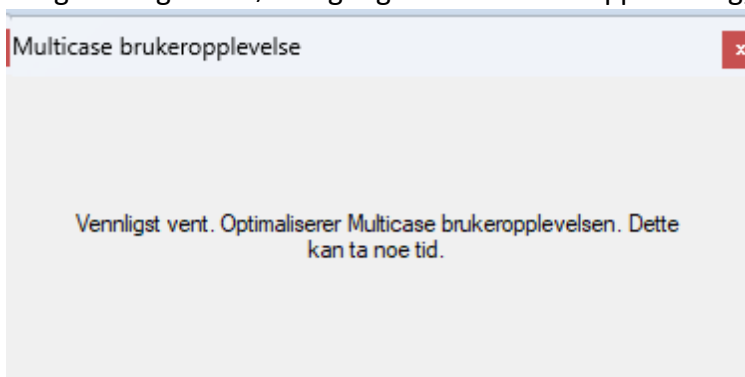 Multicase brukeropplevelse
x
Vennligst vent. Optimaliserer Multicase brukeropplevelsen. Dette
kan ta noe tid.